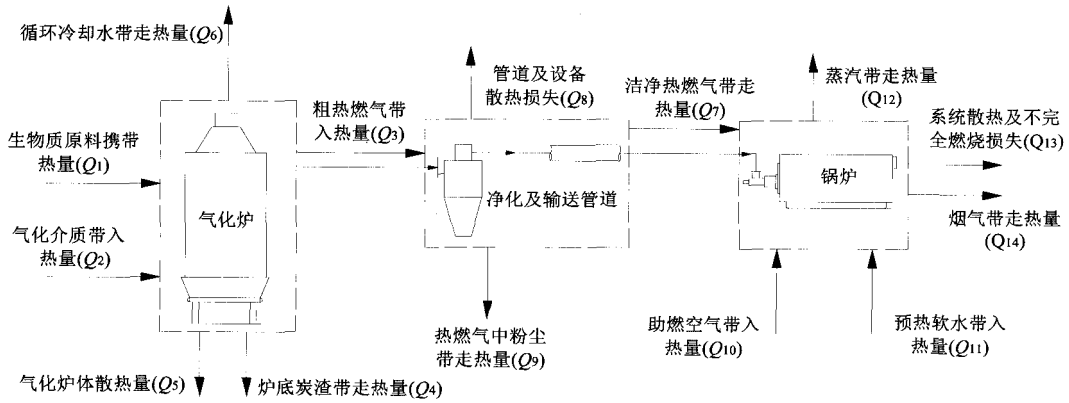 循环冷却水带走热量(Q6)
生物质原料携带
热量(Q1)
气化介质带入
热量(Q2)
气化炉
气化炉体散热量(Q5)
炉底炭渣带走热量(Q4)
粗热燃气带
入热量(Q3)
管道及设备
散热损失(Q8)
净化及输送管道
热燃气中粉尘
带走热量(Q9)
洁净热燃气带走
热量(Q7)
蒸汽带走热量
(Q12)
系统散热及不完
全燃烧损失(Q13)
锅炉
烟气带走热量
(Q14)
助燃空气带入
热量(Q10)
预热软水带入
热量(Q11)